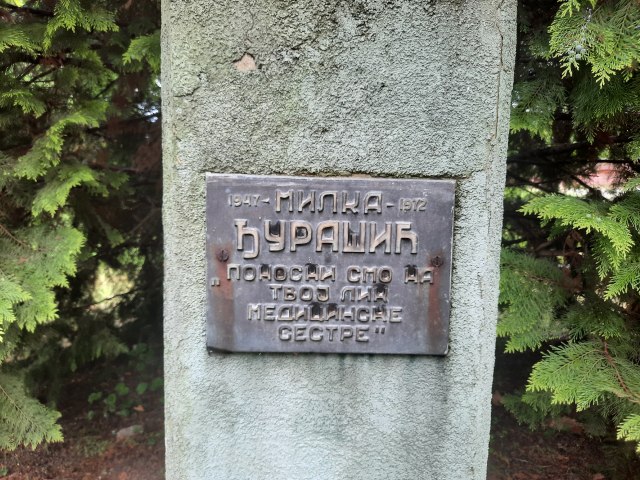 1947-МИЛКА-1972
ЂУРАШИЋ
"ПОНОСНИ СМО НА
ТВОЈ ЛИК
МЕДИЦИНСКЕ
СЕСТРЕ"